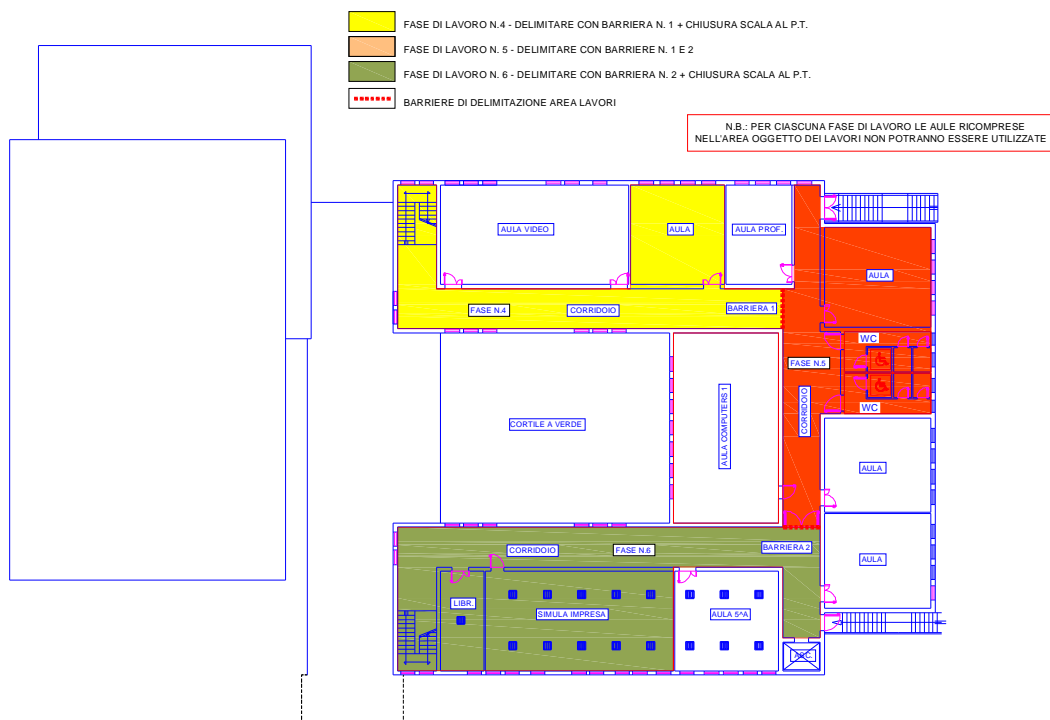 FASE DI LAVORO N.4 - DELIMITARE CON BARRIERA N. 1 + CHIUSURA SCALA AL P.T.
FASE DI LAVORO N. 5 - DELIMITARE CON BARRIERE N. 1 E 2
FASE DI LAVORO N. 6 - DELIMITARE CON BARRIERA N. 2 + CHIUSURA SCALA AL P.T.
BARRIERE DI DELIMITAZIONE AREA LAVORI
N.B.: PER CIASCUNA FASE DI LAVORO LE AULE RICOMPRESE
NELL'AREA OGGETTO DEI LAVORI NON POTRANNO ESSERE UTILIZZATE
AULA VIDEO
AULA
AULA PROF.
AULA
FASE N.4
CORRIDOIO
BARRIERA 1
WC
FASE N.5
CORRIDOIO
WC
CORTILE A VERDE
AULA COMPUTERS 1
AULA
CORRIDOIO
FASE N.6
BARRIERA 2
AULA
LIBR.
SIMULA IMPRESA
AULA 5^A
ASC.